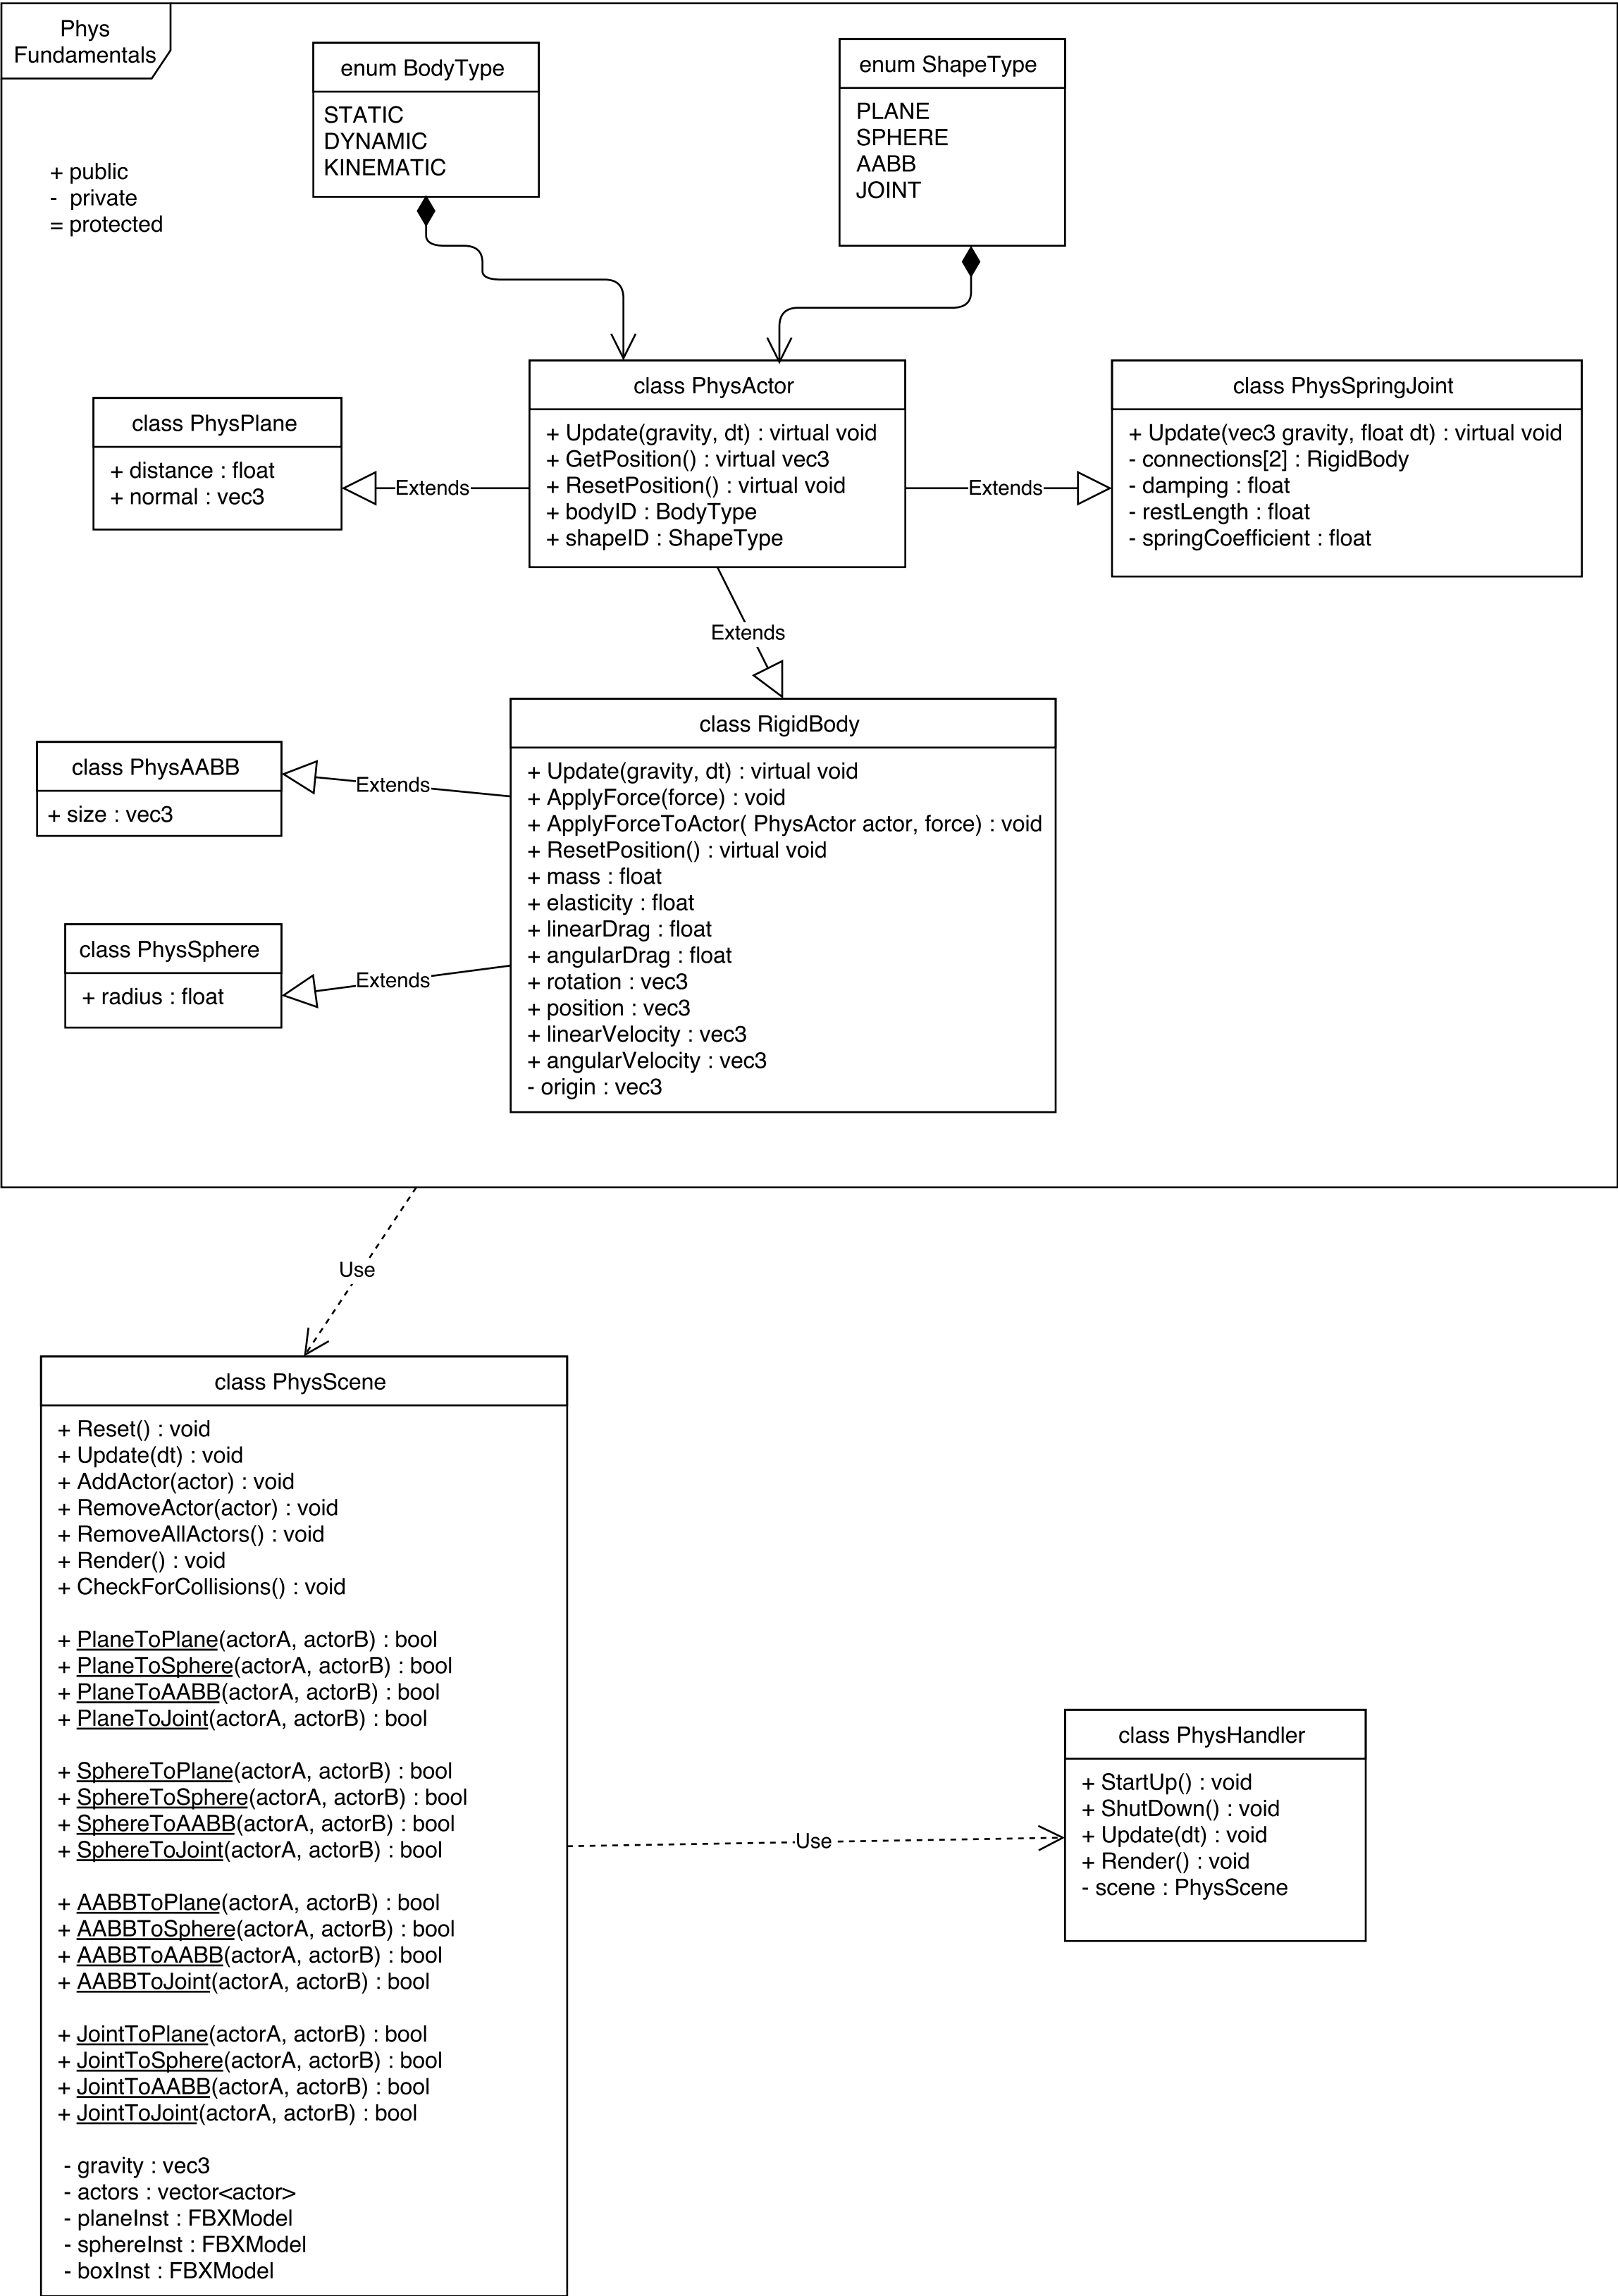 Phys
Fundamentals
+ public
-  private
= protected
enum BodyType
STATIC
DYNAMIC
KINEMATIC
enum ShapeType
PLANE
SPHERE
AABB
JOINT
class PhysPlane
+ distance : float
+ normal : vec3
Extends
class PhysActor
+ Update(gravity, dt) : virtual void
+ GetPosition() : virtual vec3
+ ResetPosition() : virtual void
+ bodyID : BodyType
+ shapeID : ShapeType
Extends
class PhysSpringJoint
+ Update(vec3 gravity, float dt) : virtual void
- connections[2] : RigidBody
- damping : float
- restLength : float
- springCoefficient : float
Extends
class PhysAABB
+ size : vec3
Extends
class PhysSphere
+ radius : float
Extends
class RigidBody
+ Update(gravity, dt) : virtual void
+ ApplyForce(force) : void
+ ApplyForceToActor( PhysActor actor, force) : void
+ ResetPosition() : virtual void
+ mass : float
+ elasticity : float
+ linearDrag : float
+ angularDrag : float
+ rotation : vec3
+ position : vec3
+ linearVelocity : vec3
+ angularVelocity : vec3
- origin : vec3
Use
class PhysScene
+ Reset() : void
+ Update(dt) : void
+ AddActor(actor) : void
+ RemoveActor(actor) : void
+ RemoveAllActors() : void
+ Render() : void
+ CheckForCollisions() : void
+ PlaneToPlane(actorA, actorB) : bool
+ PlaneToSphere(actorA, actorB) : bool
+ PlaneToAABB(actorA, actorB) : bool
+ PlaneToJoint(actorA, actorB) : bool
+ SphereToPlane(actorA, actorB) : bool
+ SphereToSphere(actorA, actorB) : bool
+ SphereToAABB(actorA, actorB) : bool
+ SphereToJoint(actorA, actorB) : bool
+ AABBToPlane(actorA, actorB) : bool
+ AABBToSphere(actorA, actorB) : bool
+ AABBToAABB(actorA, actorB) : bool
+ AABBToJoint(actorA, actorB) : bool
+ JointToPlane(actorA, actorB) : bool
+ JointToSphere(actorA, actorB) : bool
+ JointToAABB(actorA, actorB) : bool
+ JointToJoint(actorA, actorB) : bool
- gravity : vec3
- actors : vector<actor>
- planeInst : FBXModel
- sphereInst : FBXModel
- boxInst : FBXModel
Use
class PhysHandler
+ StartUp() : void
+ ShutDown() : void
+ Update(dt) : void
+ Render() : void
- scene : PhysScene